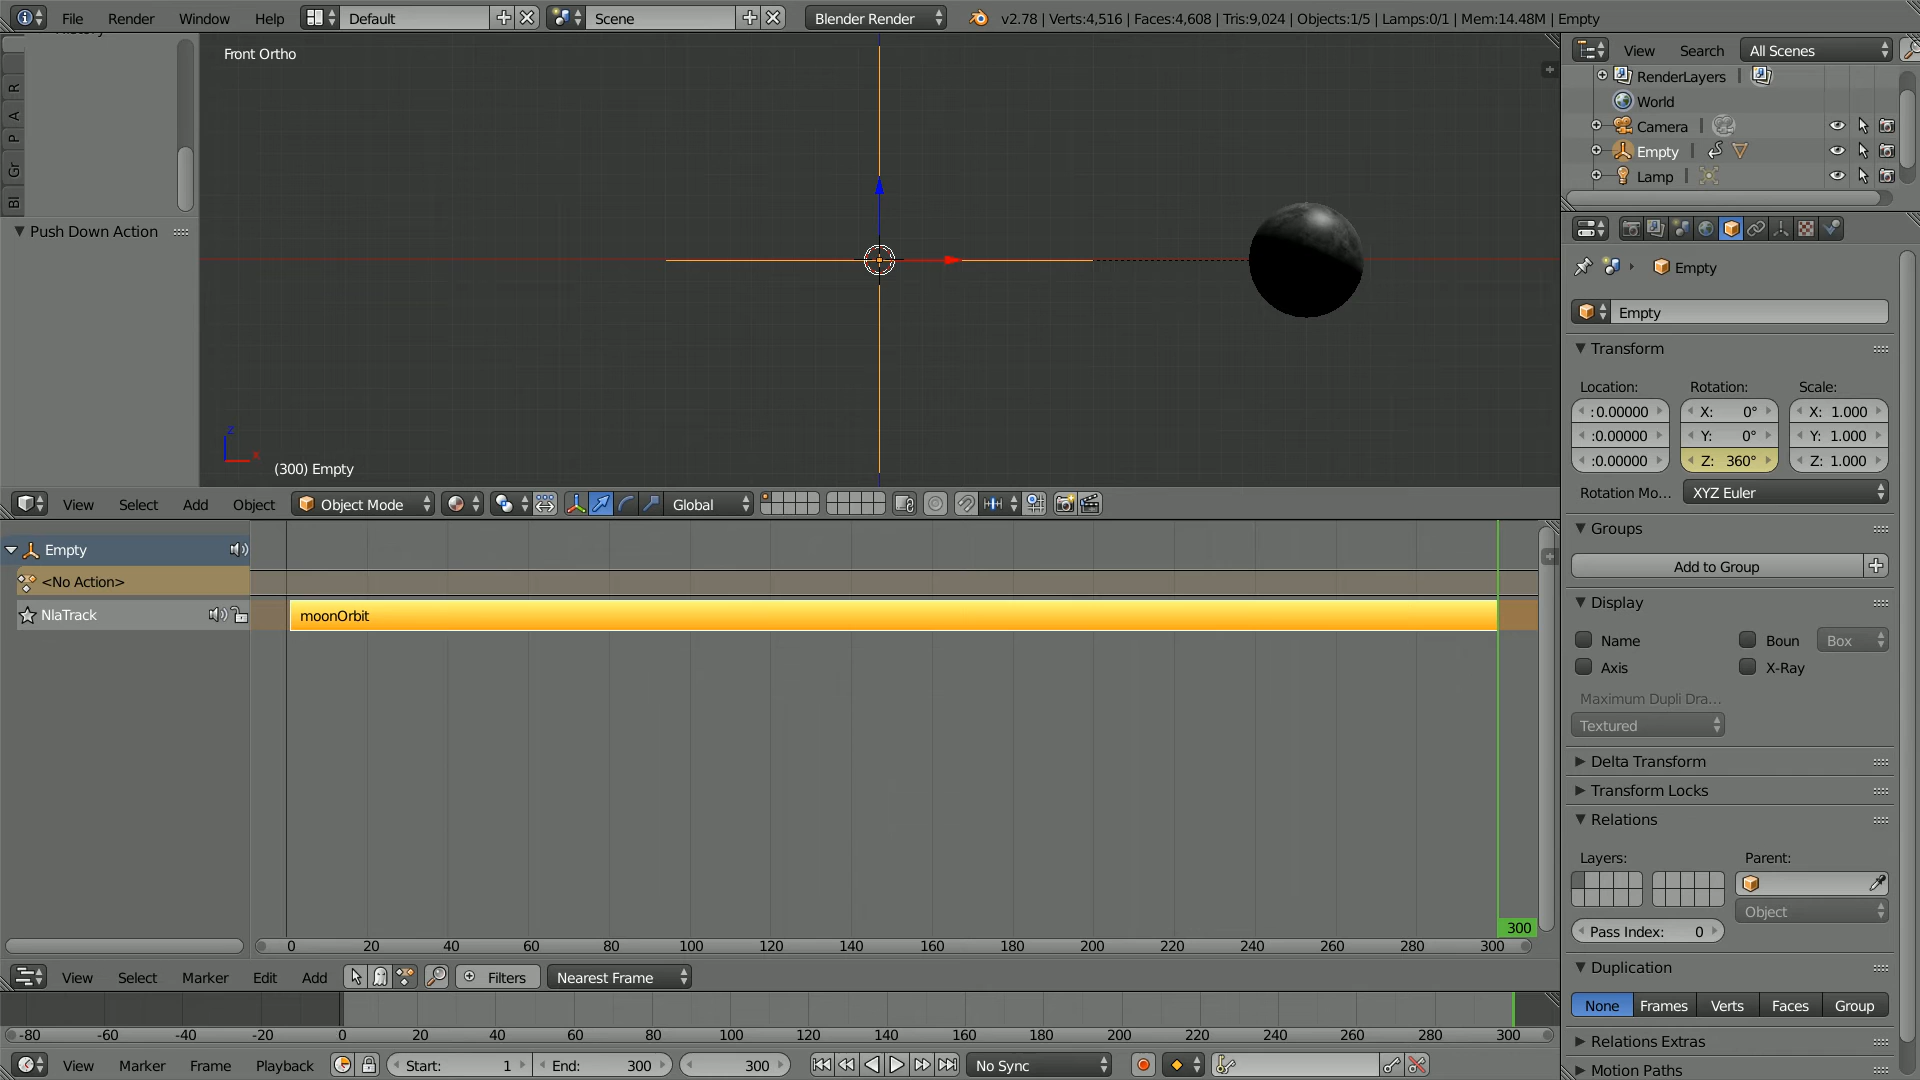 File Render Window Help Default Scene Blender Render v2.78 | Verts:4,516 | Faces:4,608 | Tris:9,024 | Objects:1/5 | Lamps:0/1 | Mem:14.48M | Empty
Front Ortho
R
A
P
Gr
Bl
Push Down Action
z
x
(300) Empty
View Select Add Object Object Mode Global
Empty
<No Action>
NlaTrack
moonOrbit
300
0 20 40 60 80 100 120 140 160 180 200 220 240 260 280 300
View Select Marker Edit Add Filters Nearest Frame
-80 -60 -40 -20 0 20 40 60 80 100 120 140 160 180 200 220 240 260 280 300
View Marker Frame Playback Start: 1 End: 300 300 No Sync
View Search All Scenes
RenderLayers
World
Camera
Empty
Lamp
Empty
Empty
Transform
Location: Rotation: Scale:
:0.00000 X: 0° X: 1.000
:0.00000 Y: 0° Y: 1.000
:0.00000 Z: 360° Z: 1.000
Rotation Mo... XYZ Euler
Groups
Add to Group
Display
Name Boun Box
Axis X-Ray
Maximum Dupli Dra...
Textured
Delta Transform
Transform Locks
Relations
Layers: Parent:
Object
Pass Index: 0
Duplication
None Frames Verts Faces Group
Relations Extras
Motion Paths